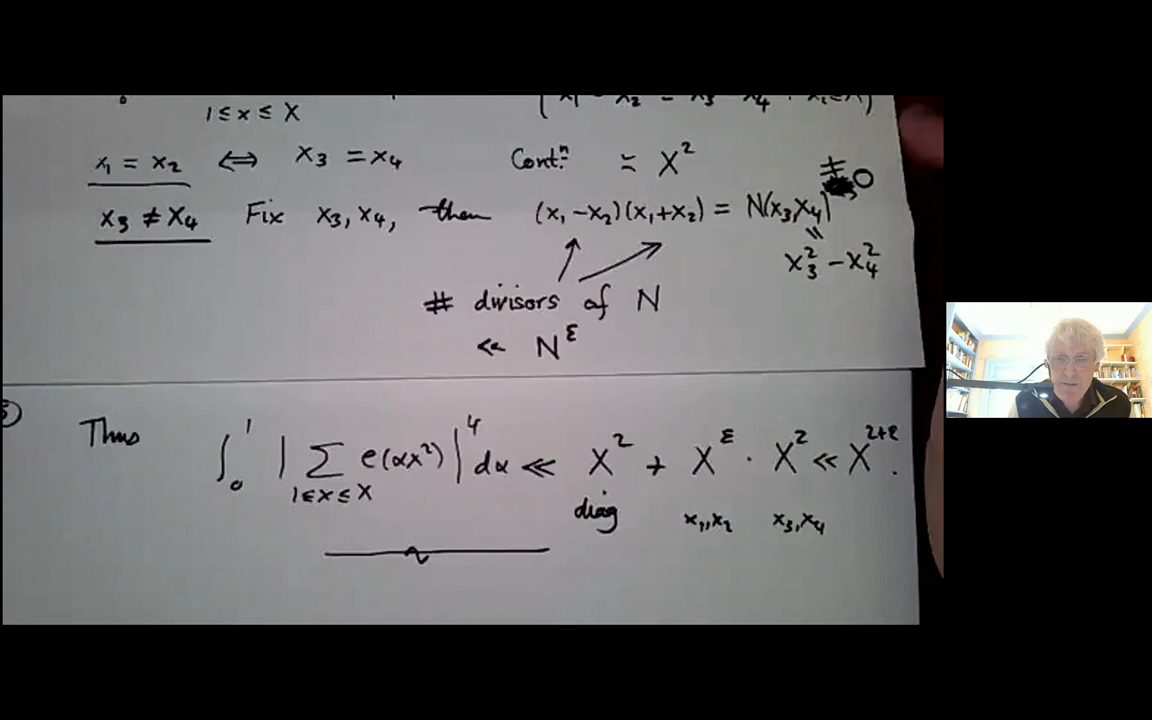 1 ≤ x ≤ X
x₁ = x₂ ⟺ x₃ = x₄ Contⁿ ≍ X²
x₃ ≠ x₄ Fix x₃, x₄, then (x₁ - x₂)(x₁ + x₂) = N(x₃, x₄) ≠ 0
॥
x₃² - x₄²
# divisors of N
≪ N^ε
Thus ∫₀¹ | ∑ e(αx²) |⁴ dα ≪ X² + X^ε · X² ≪ X^{2+ε}.
1 ≤ x ≤ X
diag x₁, x₂ x₃, x₄